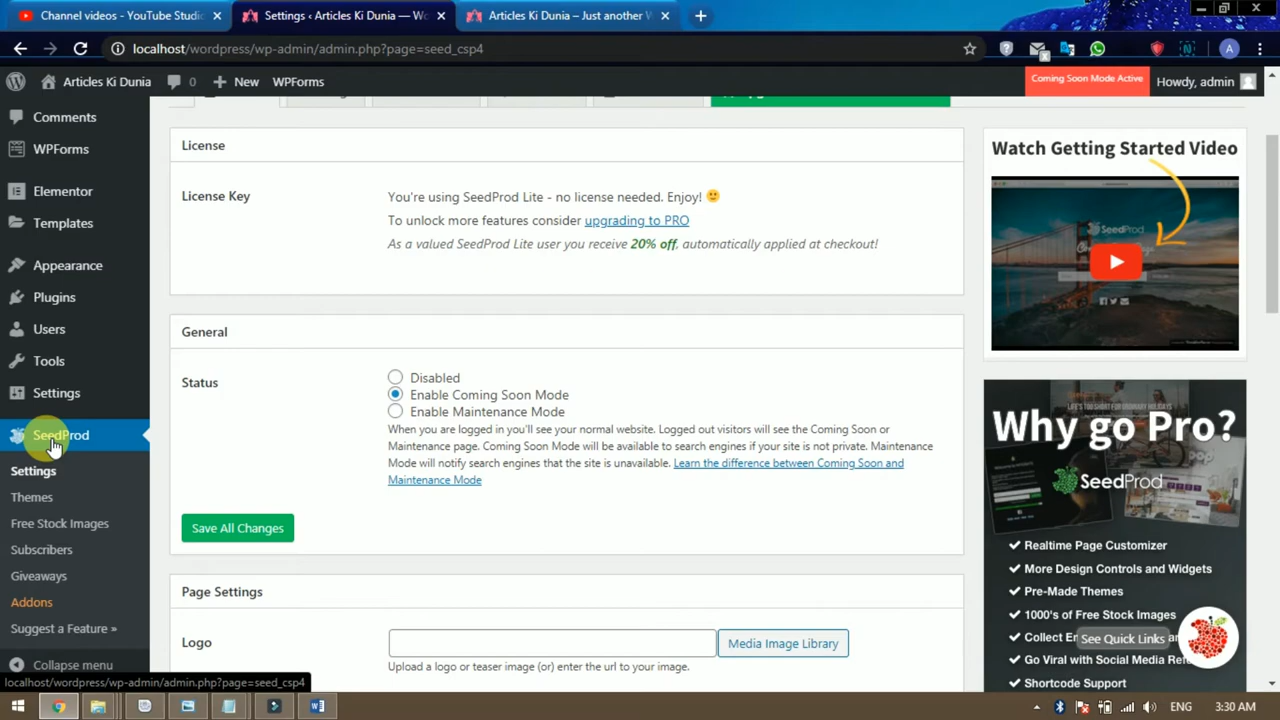 Channel videos - YouTube Studio
Settings ‹ Articles Ki Dunia — W
Articles Ki Dunia – Just another W
localhost/wordpress/wp-admin/admin.php?page=seed_csp4
A
Articles Ki Dunia
0
New
WPForms
Coming Soon Mode Active
Howdy, admin
Comments
WPForms
Elementor
Templates
Appearance
Plugins
Users
Tools
Settings
SeedProd
Settings
Themes
Free Stock Images
Subscribers
Giveaways
Addons
Suggest a Feature »
Collapse menu
License
License Key
You're using SeedProd Lite - no license needed. Enjoy! 🙂
To unlock more features consider upgrading to PRO
As a valued SeedProd Lite user you receive 20% off, automatically applied at checkout!
General
Status
Disabled
Enable Coming Soon Mode
Enable Maintenance Mode
When you are logged in you'll see your normal website. Logged out visitors will see the Coming Soon or
Maintenance page. Coming Soon Mode will be available to search engines if your site is not private. Maintenance
Mode will notify search engines that the site is unavailable. Learn the difference between Coming Soon and
Maintenance Mode
Save All Changes
Page Settings
Logo
Media Image Library
Upload a logo or teaser image (or) enter the url to your image.
Watch Getting Started Video
SeedProd
Why go Pro?
SeedProd
✔ Realtime Page Customizer
✔ More Design Controls and Widgets
✔ Pre-Made Themes
✔ 1000's of Free Stock Images
✔ Collect
See Quick Links
✔ Go Viral with Social Media
✔ Shortcode Support
localhost/wordpress/wp-admin/admin.php?page=seed_csp4
ENG
3:30 AM